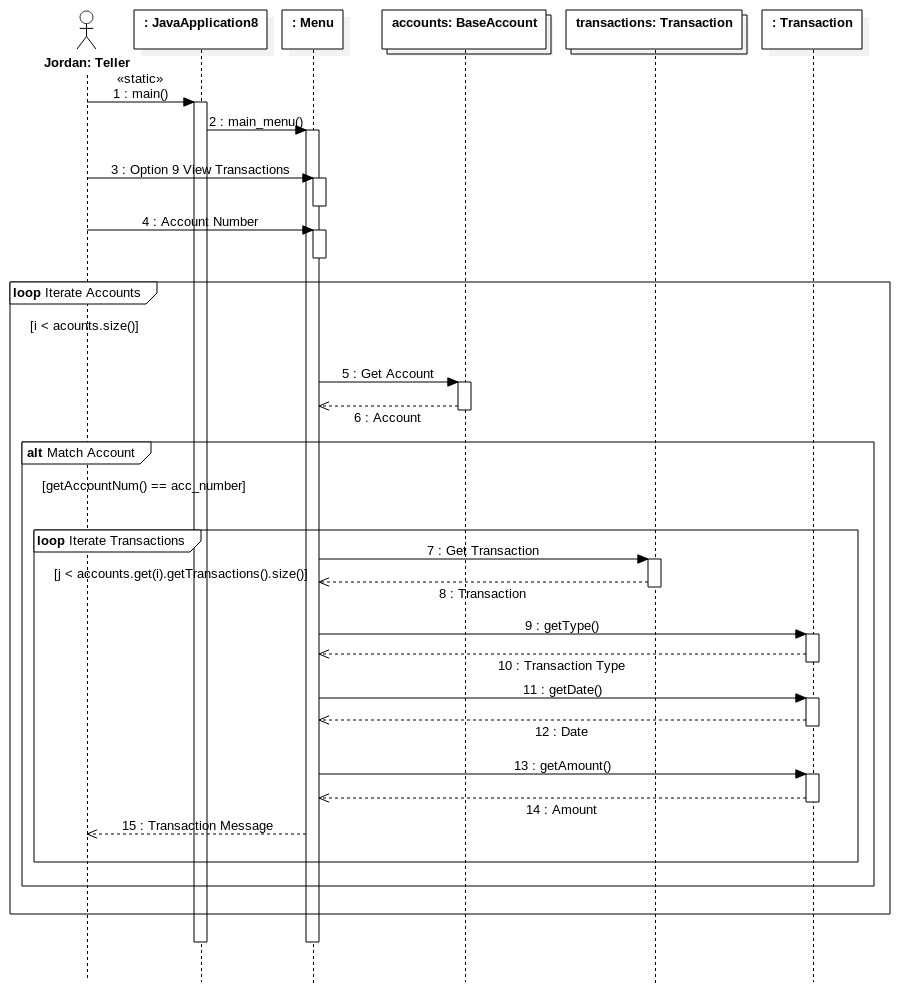 : JavaApplication8
: Menu
accounts: BaseAccount
transactions: Transaction
: Transaction
Jordan: Teller
«static»
1 : main()
2 : main_menu()
3 : Option 9 View Transactions
4 : Account Number
loop Iterate Accounts
[i < acounts.size()]
5 : Get Account
6 : Account
alt Match Account
[getAccountNum() == acc_number]
loop Iterate Transactions
7 : Get Transaction
[j < accounts.get(i).getTransactions().size()]
8 : Transaction
9 : getType()
10 : Transaction Type
11 : getDate()
12 : Date
13 : getAmount()
14 : Amount
15 : Transaction Message